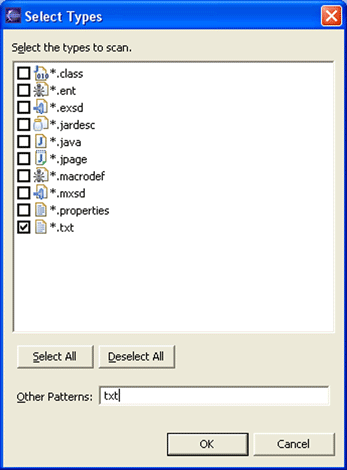 Select Types
Select the types to scan.
*.class
*.ent
*.exsd
*.jardesc
*.java
*.jpage
*.macrodef
*.mxsd
*.properties
*.txt
Select All Deselect All
Other Patterns: txt
OK Cancel